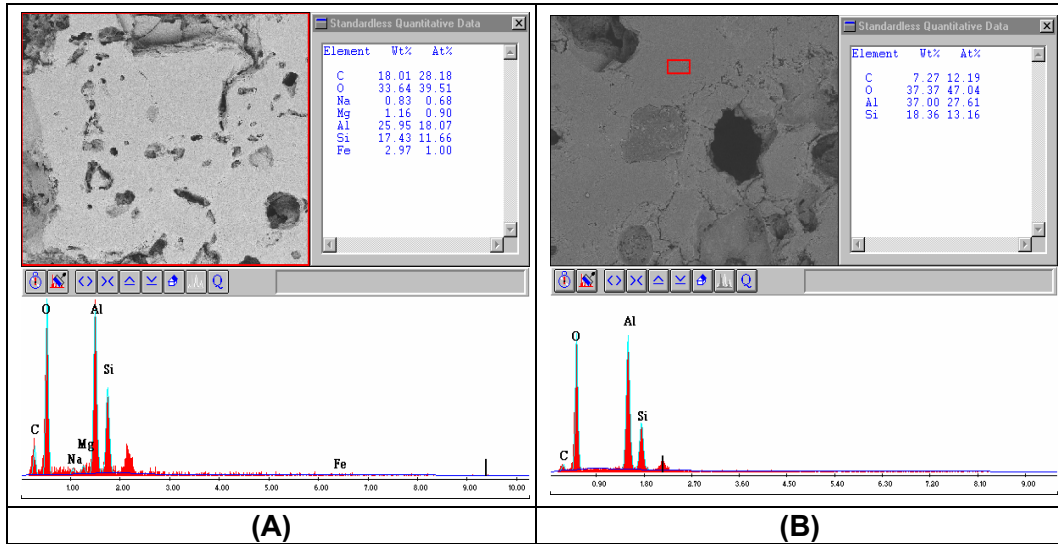 Standardless Quantitative Data
Element Wt% At%
C 18.01 28.18
O 33.64 39.51
Na 0.83 0.68
Mg 1.16 0.90
Al 25.95 18.07
Si 17.43 11.66
Fe 2.97 1.00
Q
O
Al
Si
C
Mg
Na
Fe
1.00 2.00 3.00 4.00 5.00 6.00 7.00 8.00 9.00 10.00
(A)
Standardless Quantitative Data
Element Wt% At%
C 7.27 12.19
O 37.37 47.04
Al 37.00 27.61
Si 18.36 13.16
Q
Al
O
Si
C
0.90 1.80 2.70 3.60 4.50 5.40 6.30 7.20 8.10 9.00
(B)